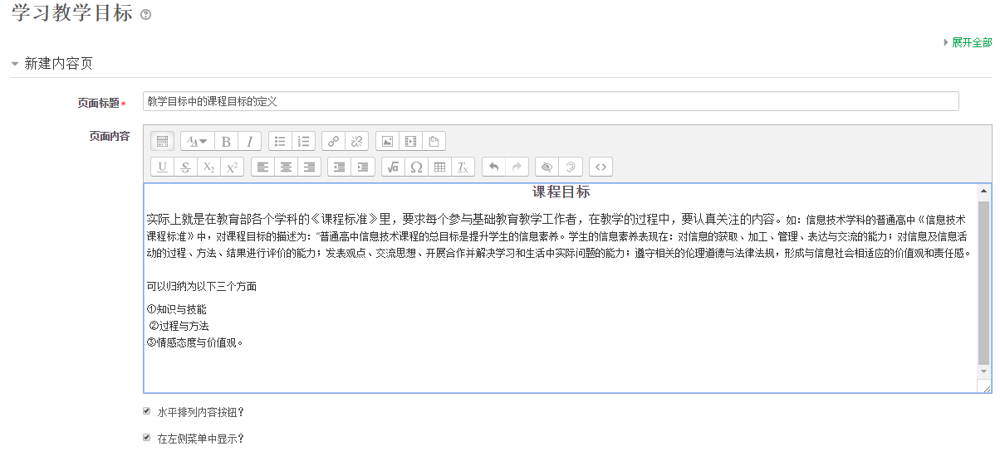 学习教学目标
展开全部
新建内容页
页面标题*
教学目标中的课程目标的定义
页面内容
课程目标
实际上就是在教育部各个学科的《课程标准》里，要求每个参与基础教育教学工作者，在教学的过程中，要认真关注的内容。如：信息技术学科的普通高中《信息技术
课程标准》中，对课程目标的描述为：“普通高中信息技术课程的总目标是提升学生的信息素养。学生的信息素养表现在：对信息的获取、加工、管理、表达与交流的能力；对信息及信息活
动的过程、方法、结果进行评价的能力；发表观点、交流思想、开展合作并解决学习和生活中实际问题的能力；遵守相关的伦理道德与法律法规，形成与信息社会相适应的价值观和责任感。
可以归纳为以下三个方面
①知识与技能
②过程与方法
③情感态度与价值观。
水平排列内容按钮？
在左侧菜单中显示？